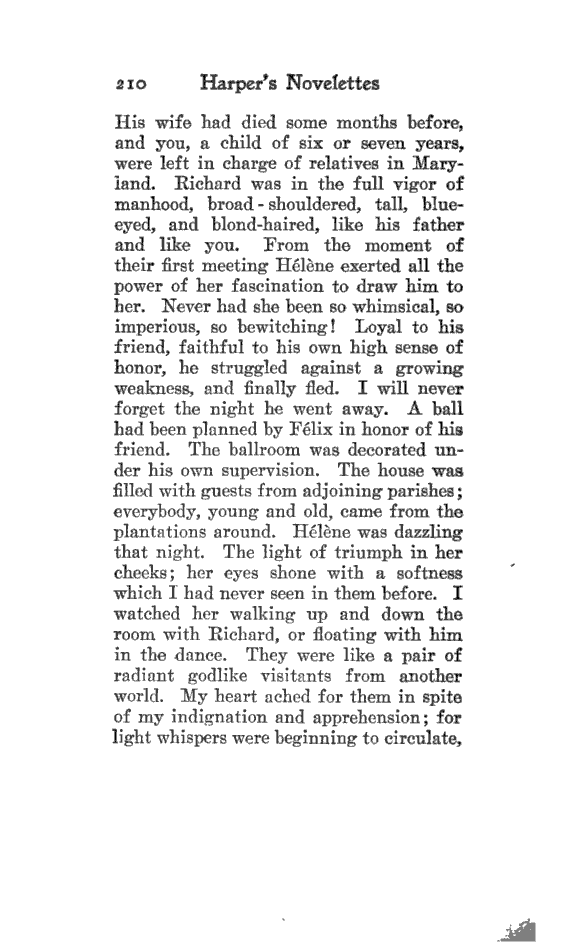 210 Harper's Novelettes
His wife had died some months before,
and you, a child of six or seven years,
were left in charge of relatives in Mary-
land. Richard was in the full vigor of
manhood, broad-shouldered, tall, blue-
eyed, and blond-haired, like his father
and like you. From the moment of
their first meeting Hélène exerted all the
power of her fascination to draw him to
her. Never had she been so whimsical, so
imperious, so bewitching! Loyal to his
friend, faithful to his own high sense of
honor, he struggled against a growing
weakness, and finally fled. I will never
forget the night he went away. A ball
had been planned by Félix in honor of his
friend. The ballroom was decorated un-
der his own supervision. The house was
filled with guests from adjoining parishes;
everybody, young and old, came from the
plantations around. Hélène was dazzling
that night. The light of triumph in her
cheeks; her eyes shone with a softness
which I had never seen in them before. I
watched her walking up and down the
room with Richard, or floating with him
in the dance. They were like a pair of
radiant godlike visitants from another
world. My heart ached for them in spite
of my indignation and apprehension; for
light whispers were beginning to circulate,